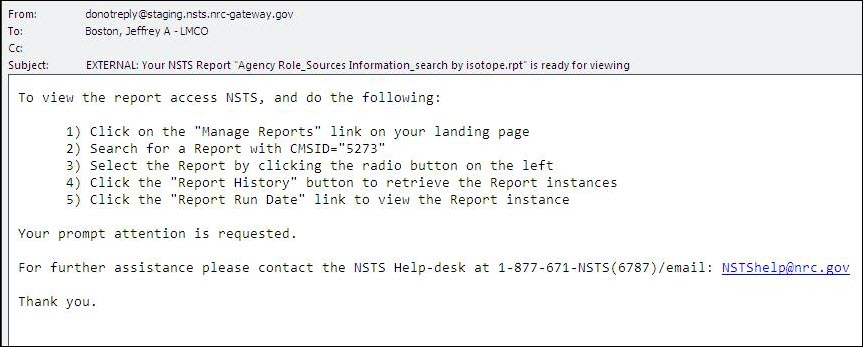 From: donotreply@staging.nsts.nrc-gateway.gov
To: Boston, Jeffrey A - LMCO
Cc:
Subject: EXTERNAL: Your NSTS Report "Agency Role_Sources Information_search by isotope.rpt" is ready for viewing
To view the report access NSTS, and do the following:
1) Click on the "Manage Reports" link on your landing page
2) Search for a Report with CMSID="5273"
3) Select the Report by clicking the radio button on the left
4) Click the "Report History" button to retrieve the Report instances
5) Click the "Report Run Date" link to view the Report instance
Your prompt attention is requested.
For further assistance please contact the NSTS Help-desk at 1-877-671-NSTS(6787)/email: NSTShelp@nrc.gov
Thank you.